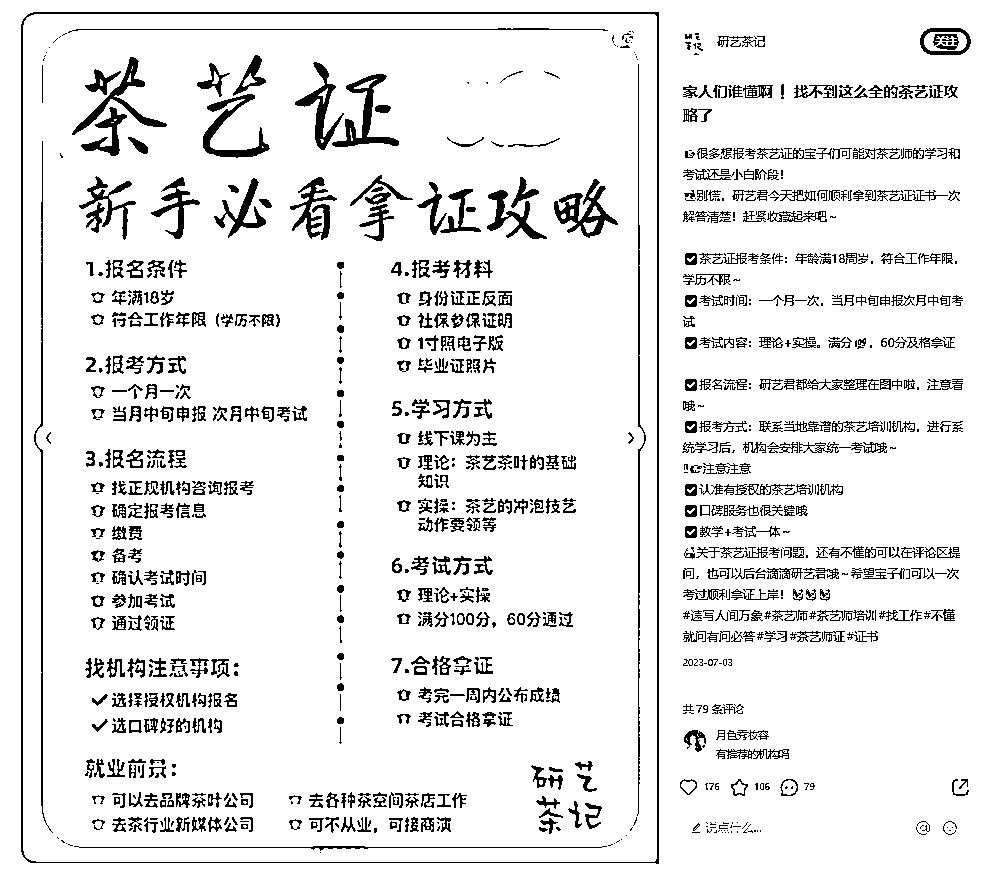 茶艺证
新手必看拿证攻略
1.报名条件
年满18岁
符合工作年限（学历不限）
2.报考方式
一个月一次
当月中旬申报 次月中旬考试
3.报名流程
找正规机构咨询报考
确定报考信息
缴费
备考
确认考试时间
参加考试
通过领证
找机构注意事项：
选择授权机构报名
选口碑好的机构
4.报考材料
身份证正反面
社保参保证明
1寸照电子版
毕业证照片
5.学习方式
线下课为主
理论：茶艺茶叶的基础
知识
实操：茶艺的冲泡技艺
动作要领等
6.考试方式
理论+实操
满分100分，60分通过
7.合格拿证
考完一周内公布成绩
考试合格拿证
就业前景：
可以去品牌茶叶公司
去各种茶空间茶店工作
去茶行业新媒体公司
可不从业，可接商演
研艺
茶记
研艺茶记
关注
家人们谁懂啊！找不到这么全的茶艺证攻
略了
很多想报考茶艺证的宝子们可能对茶艺师的学习和
考试还是小白阶段！
别慌，研艺君今天把如何顺利拿到茶艺证证书一次
解答清楚！赶紧收藏起来吧~
茶艺证报考条件：年龄满18周岁，符合工作年限，
学历不限~
考试时间：一个月一次，当月中旬申报次月中旬考
试
考试内容：理论+实操。满分，60分及格拿证
报名流程：研艺君都给大家整理在图中啦，注意看
哦~
报考方式：联系当地靠谱的茶艺培训机构，进行系
统学习后，机构会安排大家统一考试哦~
注意注意
认准有授权的茶艺培训机构
口碑服务也很关键哦
教学+考试一体~
关于茶艺证报考问题，还有不懂的可以在评论区提
问，也可以后台滴滴研艺君哦~希望宝子们可以一次
考过顺利拿证上岸！
#速写人间万象#茶艺师#茶艺师培训#找工作#不懂
就问有问必答#学习#茶艺师证#证书
2023-07-03
共 79 条评论
月色秀妆容
有推荐的机构吗
176 106 79
说点什么...